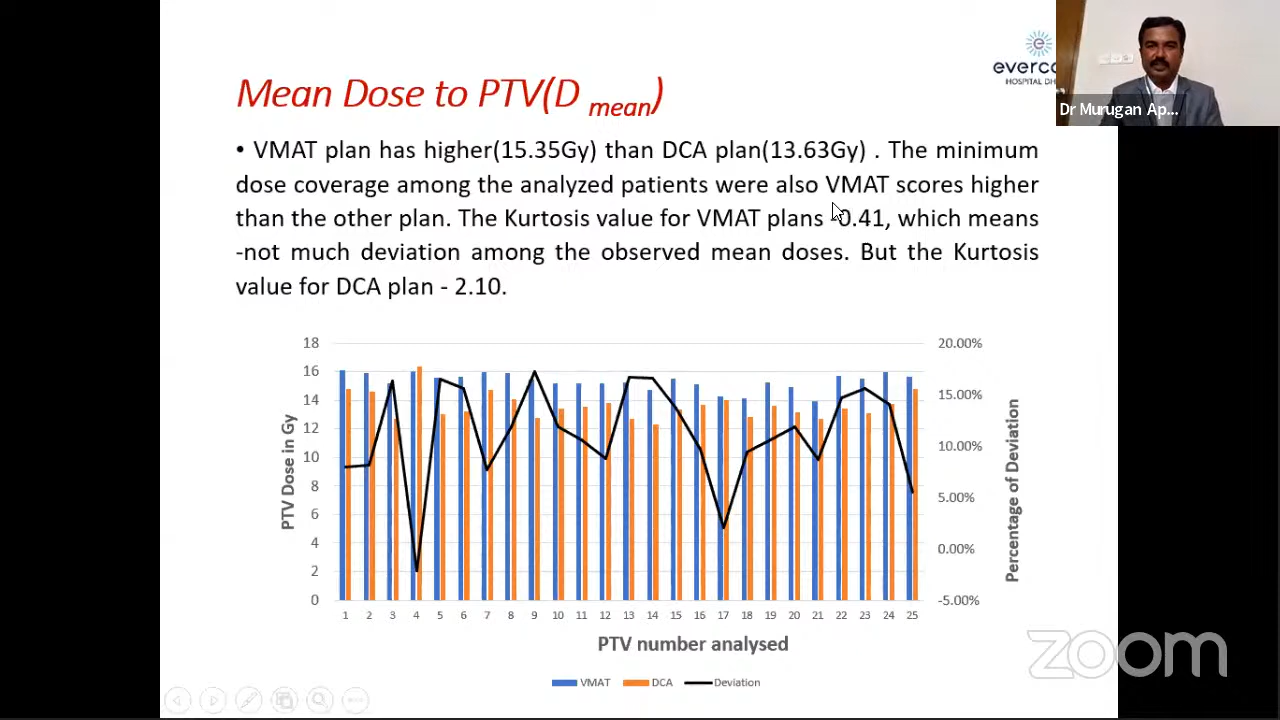 Mean Dose to PTV(D mean)
• VMAT plan has higher(15.35Gy) than DCA plan(13.63Gy) . The minimum
dose coverage among the analyzed patients were also VMAT scores higher
than the other plan. The Kurtosis value for VMAT plans -0.41, which means
-not much deviation among the observed mean doses. But the Kurtosis
value for DCA plan - 2.10.
everc
HOSPITAL DH
Dr Murugan Ap...
18
16
14
12
10
8
6
4
2
0
PTV Dose in Gy
20.00%
15.00%
10.00%
5.00%
0.00%
-5.00%
Percentage of Deviation
1 2 3 4 5 6 7 8 9 10 11 12 13 14 15 16 17 18 19 20 21 22 23 24 25
PTV number analysed
VMAT DCA Deviation
zoom